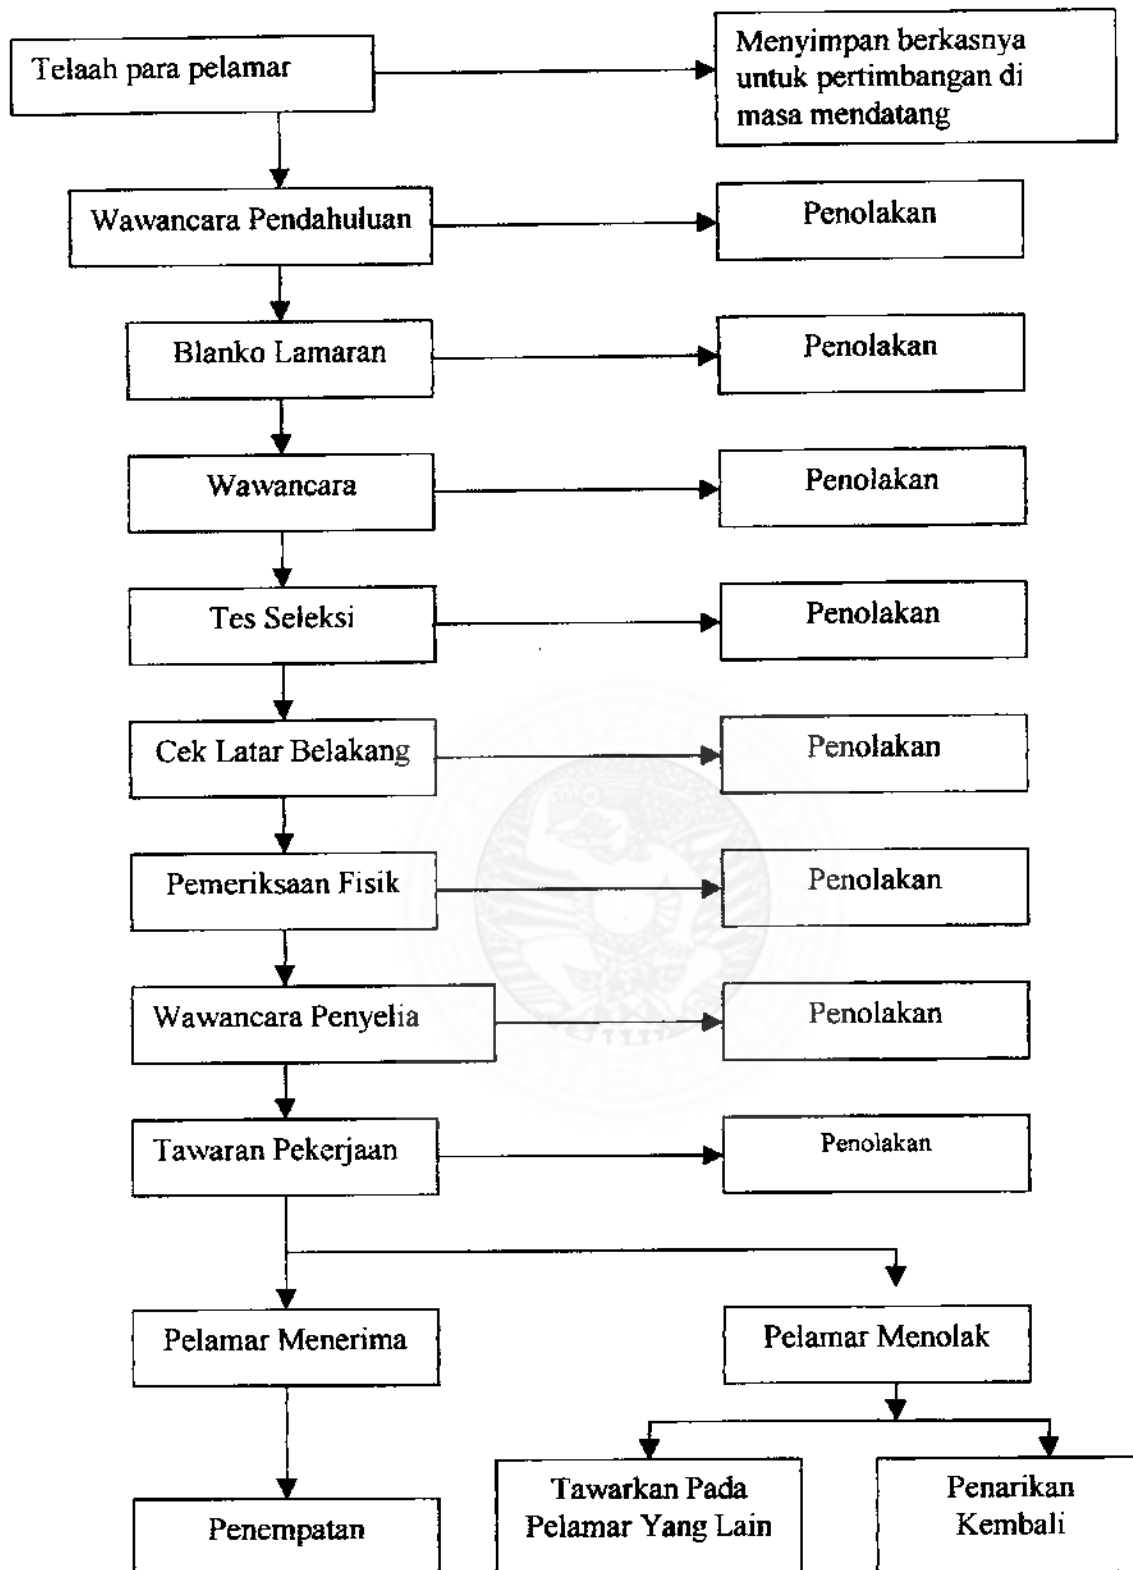 Telaah para pelamar
Menyimpan berkasnya
untuk pertimbangan di
masa mendatang
Wawancara Pendahuluan
Penolakan
Blanko Lamaran
Penolakan
Wawancara
Penolakan
Tes Seleksi
Penolakan
Cek Latar Belakang
Penolakan
Pemeriksaan Fisik
Penolakan
Wawancara Penyelia
Penolakan
Tawaran Pekerjaan
Penolakan
Pelamar Menerima
Pelamar Menolak
Penempatan
Tawarkan Pada
Pelamar Yang Lain
Penarikan
Kembali